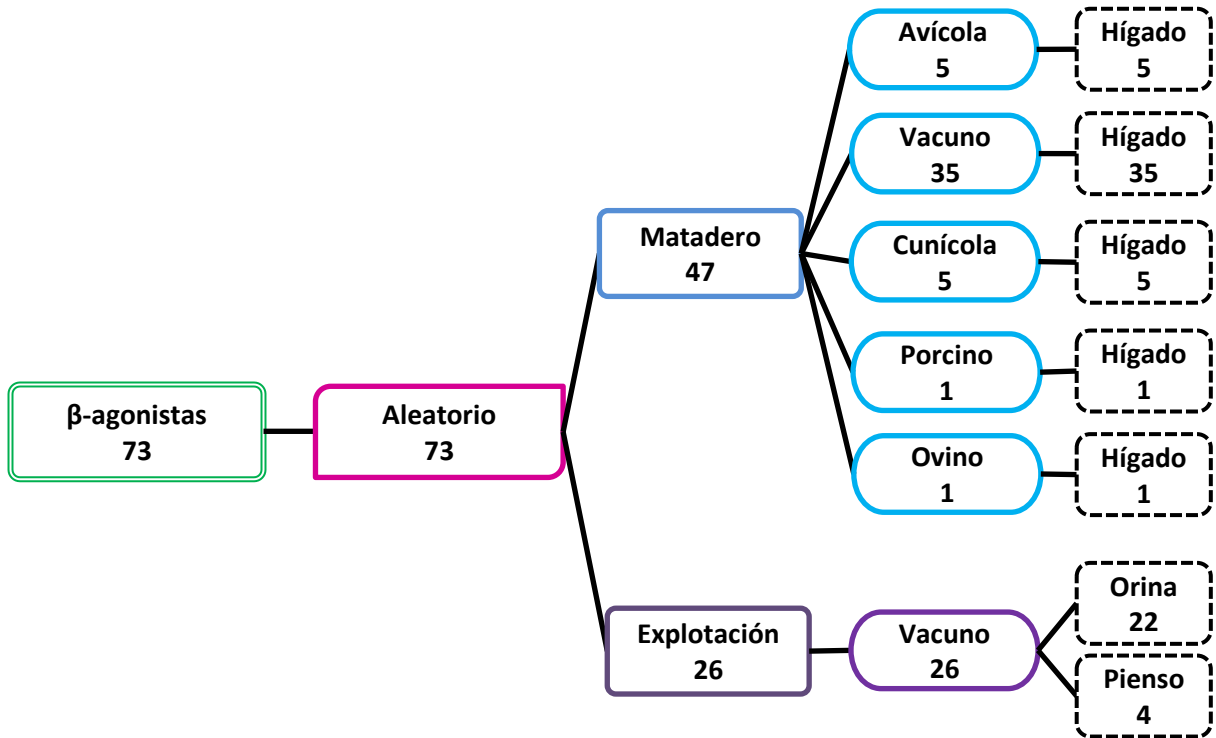 β-agonistas
73
Aleatorio
73
Matadero
47
Avícola
5
Hígado
5
Vacuno
35
Hígado
35
Cunícola
5
Hígado
5
Porcino
1
Hígado
1
Ovino
1
Hígado
1
Explotación
26
Vacuno
26
Orina
22
Pienso
4